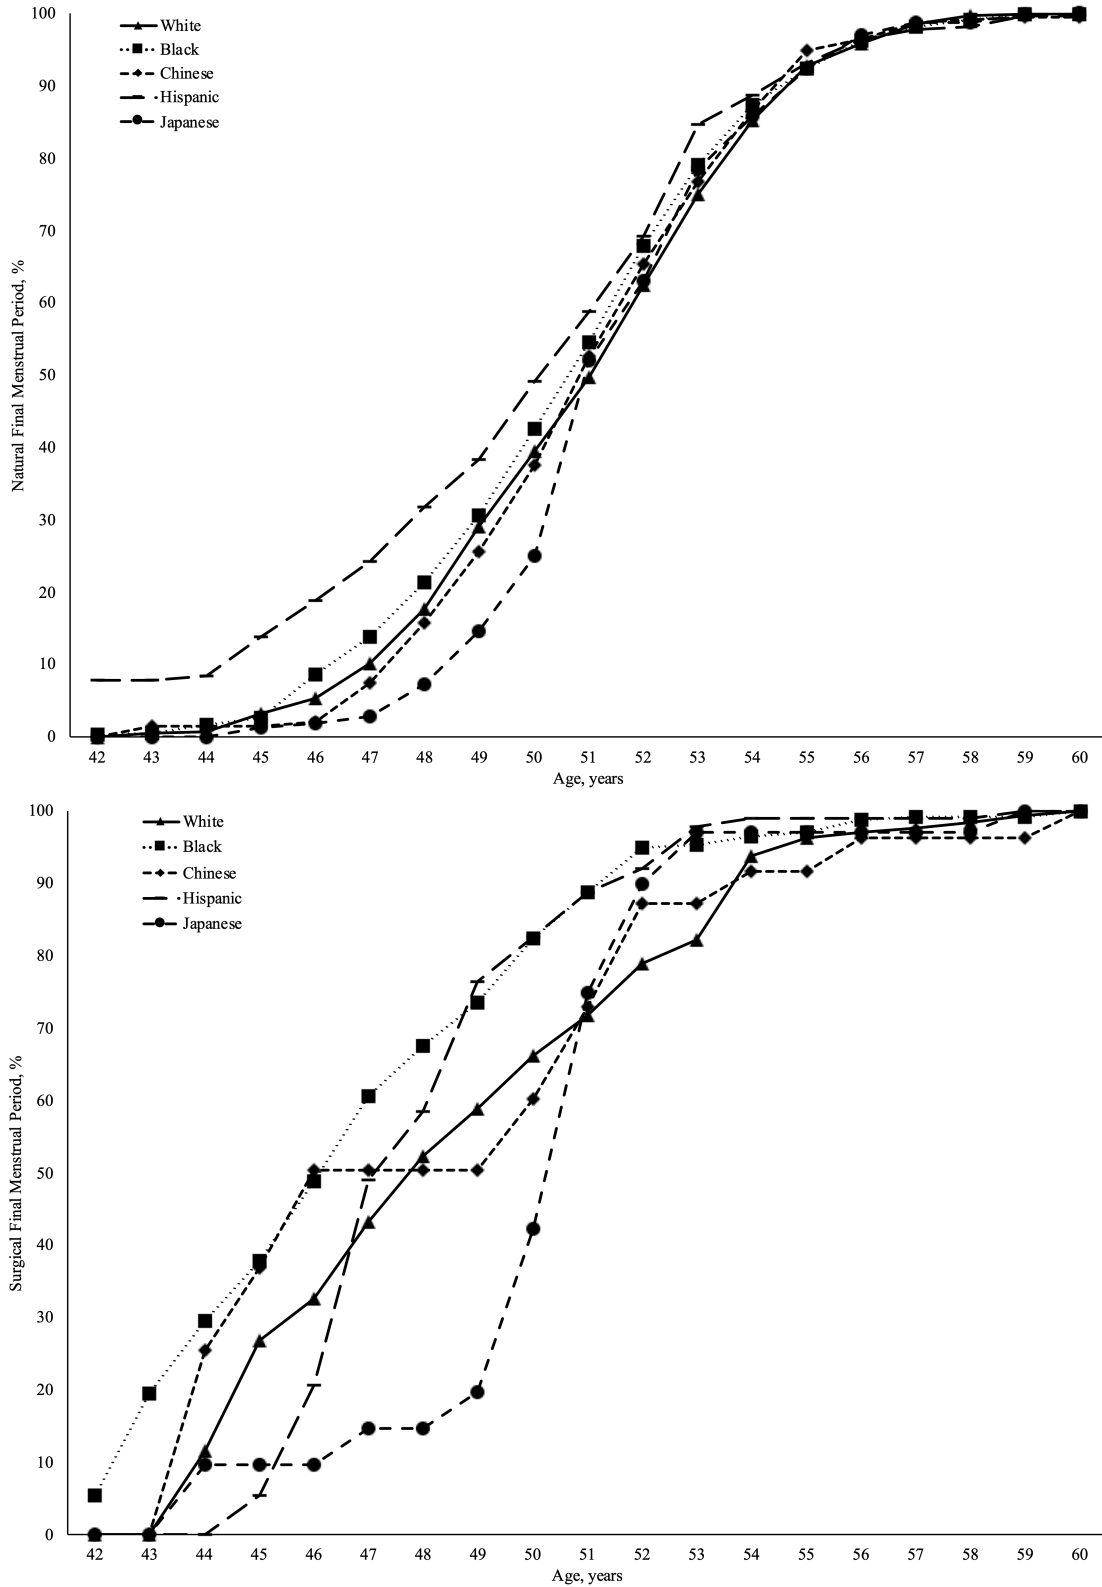 100
90
80
70
60
50
40
30
20
10
0
Natural Final Menstrual Period, %
White
Black
Chinese
Hispanic
Japanese
42 43 44 45 46 47 48 49 50 51 52 53 54 55 56 57 58 59 60
Age, years
100
90
80
70
60
50
40
30
20
10
0
Surgical Final Menstrual Period, %
White
Black
Chinese
Hispanic
Japanese
42 43 44 45 46 47 48 49 50 51 52 53 54 55 56 57 58 59 60
Age, years